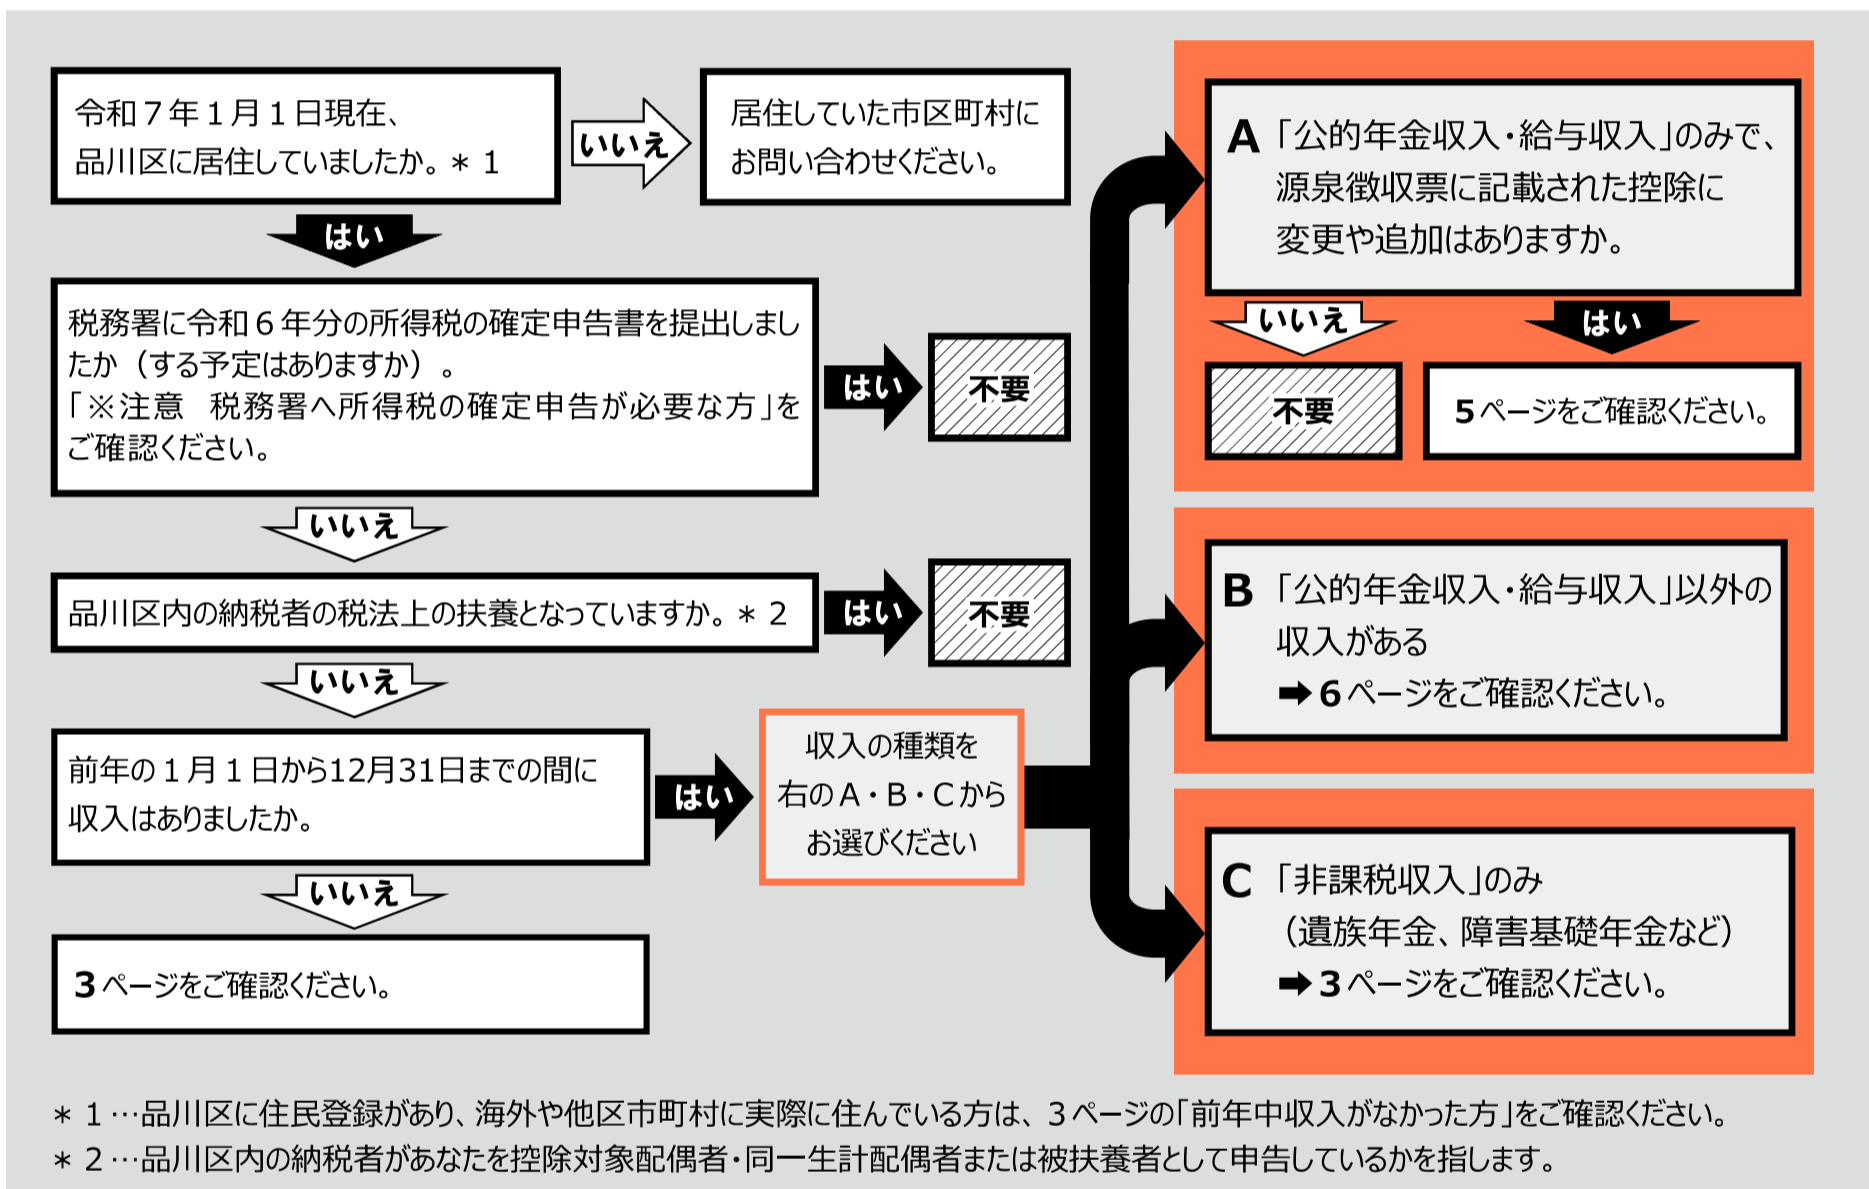 令和７年１月１日現在、
品川区に居住していましたか。＊１
いいえ
居住していた市区町村に
お問い合わせください。
はい
税務署に令和６年分の所得税の確定申告書を提出しまし
たか（する予定はありますか）。
「※注意　税務署へ所得税の確定申告が必要な方」を
ご確認ください。
はい
不要
いいえ
品川区内の納税者の税法上の扶養となっていますか。＊２
はい
不要
いいえ
前年の１月１日から12月31日までの間に
収入はありましたか。
はい
収入の種類を
右のＡ・Ｂ・Ｃから
お選びください
いいえ
3ページをご確認ください。
A 「公的年金収入・給与収入」のみで、
源泉徴収票に記載された控除に
変更や追加はありますか。
いいえ
はい
不要
5ページをご確認ください。
B 「公的年金収入・給与収入」以外の
収入がある
➡6ページをご確認ください。
C 「非課税収入」のみ
（遺族年金、障害基礎年金など）
➡3ページをご確認ください。
＊１…品川区に住民登録があり、海外や他区市町村に実際に住んでいる方は、３ページの「前年中収入がなかった方」をご確認ください。
＊２…品川区内の納税者があなたを控除対象配偶者・同一生計配偶者または被扶養者として申告しているかを指します。